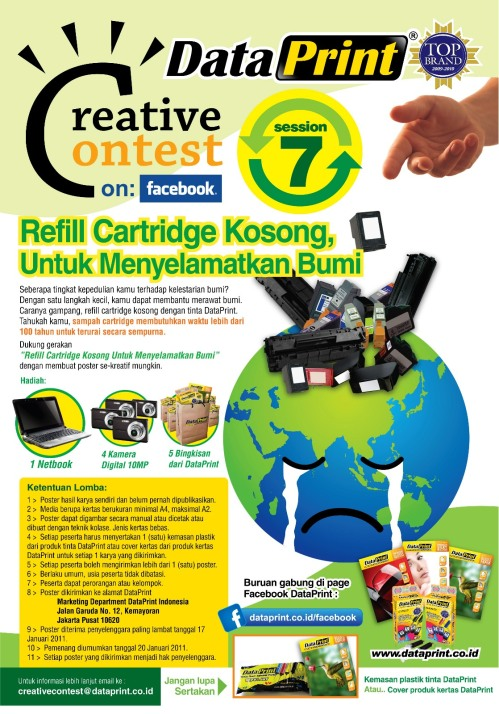 DataPrint®
TOP
BRAND
2009-2010
Creative
Contest
on: facebook.
session
7
Refill Cartridge Kosong,
Untuk Menyelamatkan Bumi
Seberapa tingkat kepedulian kamu terhadap kelestarian bumi?
Dengan satu langkah kecil, kamu dapat membantu merawat bumi.
Caranya gampang, refill cartridge kosong dengan tinta DataPrint.
Tahukah kamu, sampah cartridge membutuhkan waktu lebih dari
100 tahun untuk terurai secara sempurna.
Dukung gerakan
"Refill Cartridge Kosong Untuk Menyelamatkan Bumi"
dengan membuat poster se-kreatif mungkin.
Hadiah:
1 Netbook
4 Kamera
Digital 10MP
5 Bingkisan
dari DataPrint
Ketentuan Lomba:
1 > Poster hasil karya sendiri dan belum pernah dipublikasikan.
2 > Media berupa kertas berukuran minimal A4, maksimal A2.
3 > Poster dapat digambar secara manual atau dicetak atau
dibuat dengan teknik kolase. Jenis kertas bebas.
4 > Setiap peserta harus menyertakan 1 (satu) kemasan plastik
dari produk tinta DataPrint atau cover kertas dari produk kertas
DataPrint untuk setiap 1 karya yang dikirimkan.
5 > Setiap peserta boleh mengirimkan lebih dari 1 (satu) poster.
6 > Berlaku umum, usia peserta tidak dibatasi.
7 > Peserta dapat perorangan atau kelompok.
8 > Poster dikirimkan ke alamat DataPrint
Marketing Department DataPrint Indonesia
Jalan Garuda No. 12, Kemayoran
Jakarta Pusat 10620
9 > Poster diterima penyelenggara paling lambat tanggal 17
Januari 2011.
10 > Pemenang diumumkan tanggal 20 Januari 2011.
11 > Setiap poster yang dikirimkan menjadi hak penyelenggara.
Buruan gabung di page
Facebook DataPrint :
f dataprint.co.id/facebook
DataPrint
DataPrint
DataPrint
www.dataprint.co.id
Untuk informasi lebih lanjut email ke :
creativecontest@dataprint.co.id
Jangan lupa
Sertakan
DataPrint
Kemasan plastik tinta DataPrint
Atau.. Cover produk kertas DataPrint